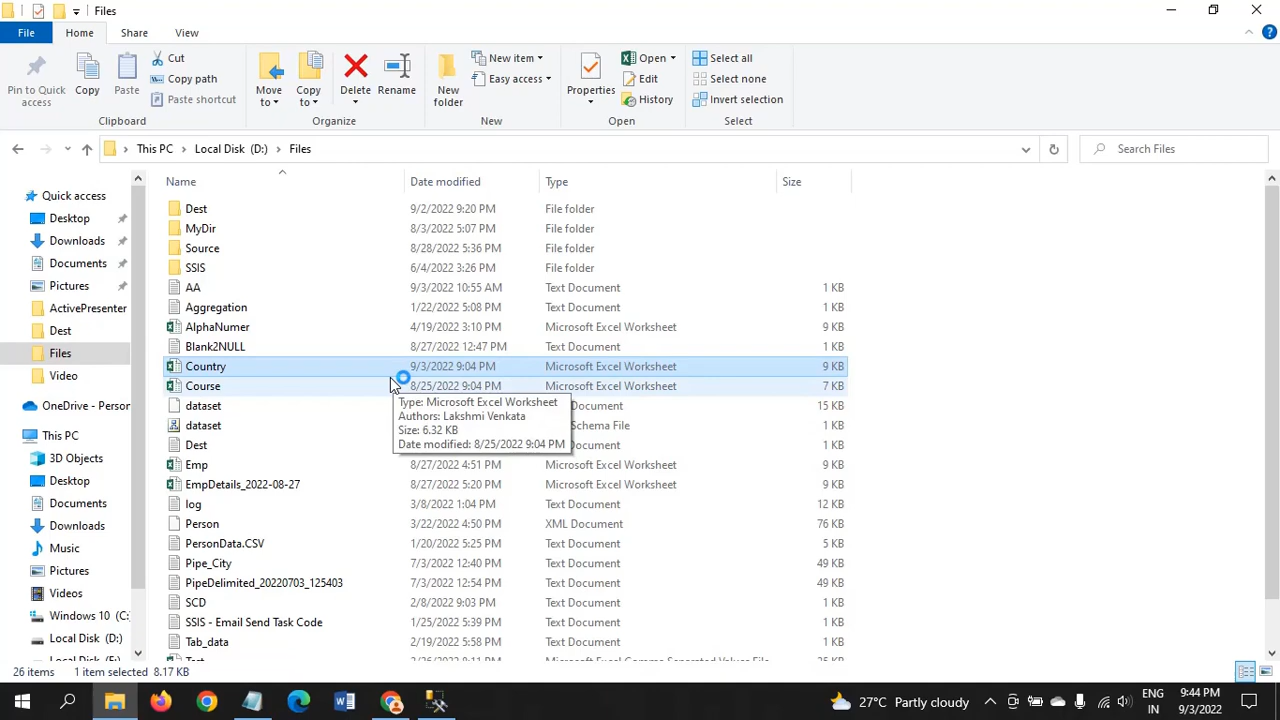 Files
File Home Share View
Pin to Quick access
Copy
Paste
Cut
Copy path
Paste shortcut
Clipboard
Move to
Copy to
Delete
Rename
Organize
New folder
New item
Easy access
New
Properties
Open
Edit
History
Open
Select all
Select none
Invert selection
Select
This PC Local Disk (D:) Files
Search Files
Name Date modified Type Size
Quick access
Desktop
Downloads
Documents
Pictures
ActivePresenter
Dest
Files
Video
OneDrive - Person
This PC
3D Objects
Desktop
Documents
Downloads
Music
Pictures
Videos
Windows 10 (C:
Local Disk (D:)
Dest 9/2/2022 9:20 PM File folder
MyDir 8/3/2022 5:07 PM File folder
Source 8/28/2022 5:36 PM File folder
SSIS 6/4/2022 3:26 PM File folder
AA 9/3/2022 10:55 AM Text Document 1 KB
Aggregation 1/22/2022 5:08 PM Text Document 1 KB
AlphaNumer 4/19/2022 3:10 PM Microsoft Excel Worksheet 9 KB
Blank2NULL 8/27/2022 12:47 PM Text Document 1 KB
Country 9/3/2022 9:04 PM Microsoft Excel Worksheet 9 KB
Course 8/25/2022 9:04 PM Microsoft Excel Worksheet 7 KB
dataset Document 15 KB
dataset Schema File 1 KB
Dest Text Document 1 KB
Emp 8/27/2022 4:51 PM Microsoft Excel Worksheet 9 KB
EmpDetails_2022-08-27 8/27/2022 5:20 PM Microsoft Excel Worksheet 9 KB
log 3/8/2022 1:04 PM Text Document 12 KB
Person 3/22/2022 4:50 PM XML Document 76 KB
PersonData.CSV 1/20/2022 5:25 PM Text Document 5 KB
Pipe_City 7/3/2022 12:40 PM Text Document 49 KB
PipeDelimited_20220703_125403 7/3/2022 12:54 PM Text Document 49 KB
SCD 2/8/2022 9:03 PM Text Document 1 KB
SSIS - Email Send Task Code 1/25/2022 5:39 PM Text Document 1 KB
Tab_data 2/19/2022 5:58 PM Text Document 1 KB
Type: Microsoft Excel Worksheet
Authors: Lakshmi Venkata
Size: 6.32 KB
Date modified: 8/25/2022 9:04 PM
26 items 1 item selected 8.17 KB
27°C Partly cloudy
ENG
IN
9:44 PM
9/3/2022